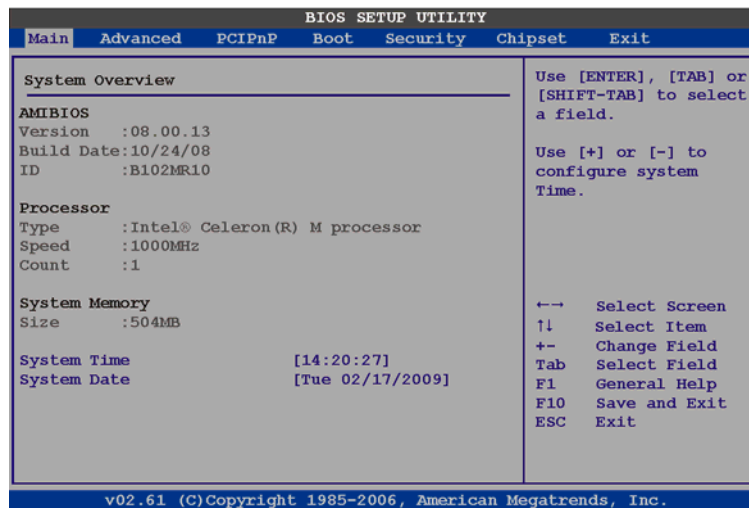 BIOS SETUP UTILITY
Main Advanced PCIPnP Boot Security Chipset Exit
System Overview
AMIBIOS
Version :08.00.13
Build Date:10/24/08
ID :B102MR10
Processor
Type :Intel® Celeron(R) M processor
Speed :1000MHz
Count :1
System Memory
Size :504MB
System Time [14:20:27]
System Date [Tue 02/17/2009]
Use [ENTER], [TAB] or
[SHIFT-TAB] to select
a field.
Use [+] or [-] to
configure system
Time.
←→ Select Screen
↑↓ Select Item
+- Change Field
Tab Select Field
F1 General Help
F10 Save and Exit
ESC Exit
v02.61 (C)Copyright 1985-2006, American Megatrends, Inc.